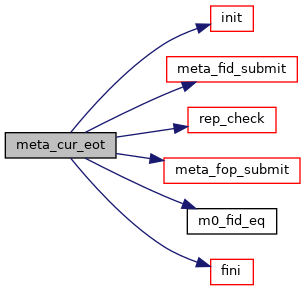 init
meta_fid_submit
rep_check
meta_cur_eot
meta_fop_submit
m0_fid_eq
fini